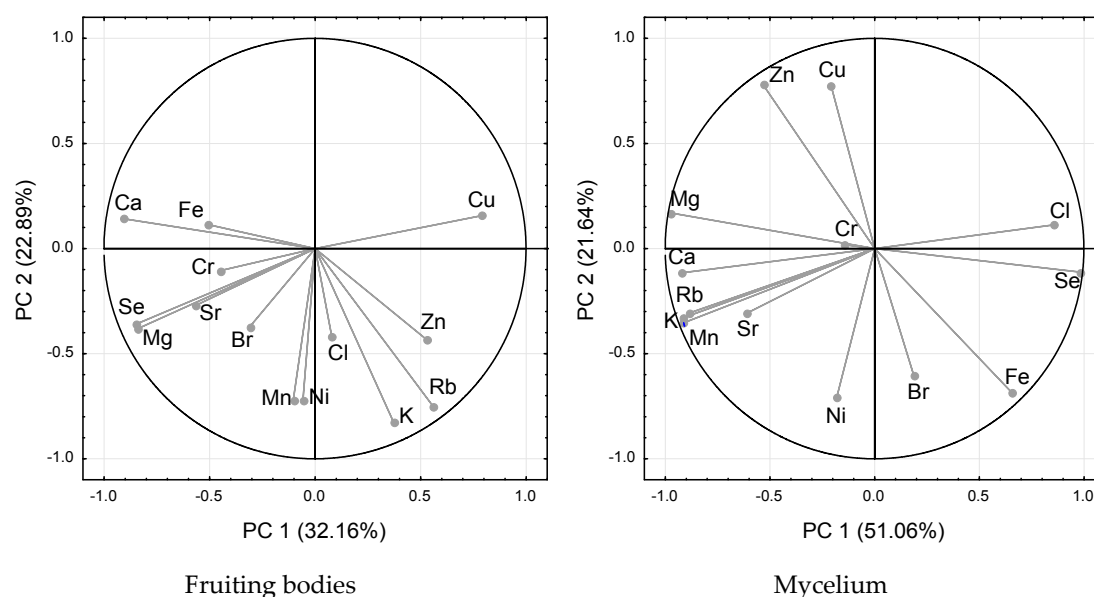 1.0
0.5
0.0
-0.5
-1.0
-1.0
-0.5
0.0
0.5
1.0
PC 2 (22.89%)
PC 1 (32.16%)
Ca
Fe
Cu
Cr
Se
Mg
Sr
Br
Cl
Zn
Mn
Ni
Rb
K
Fruiting bodies
1.0
0.5
0.0
-0.5
-1.0
-1.0
-0.5
0.0
0.5
1.0
PC 2 (21.64%)
PC 1 (51.06%)
Zn
Cu
Mg
Cr
Cl
Ca
Se
Rb
K
Mn
Sr
Ni
Br
Fe
Mycelium